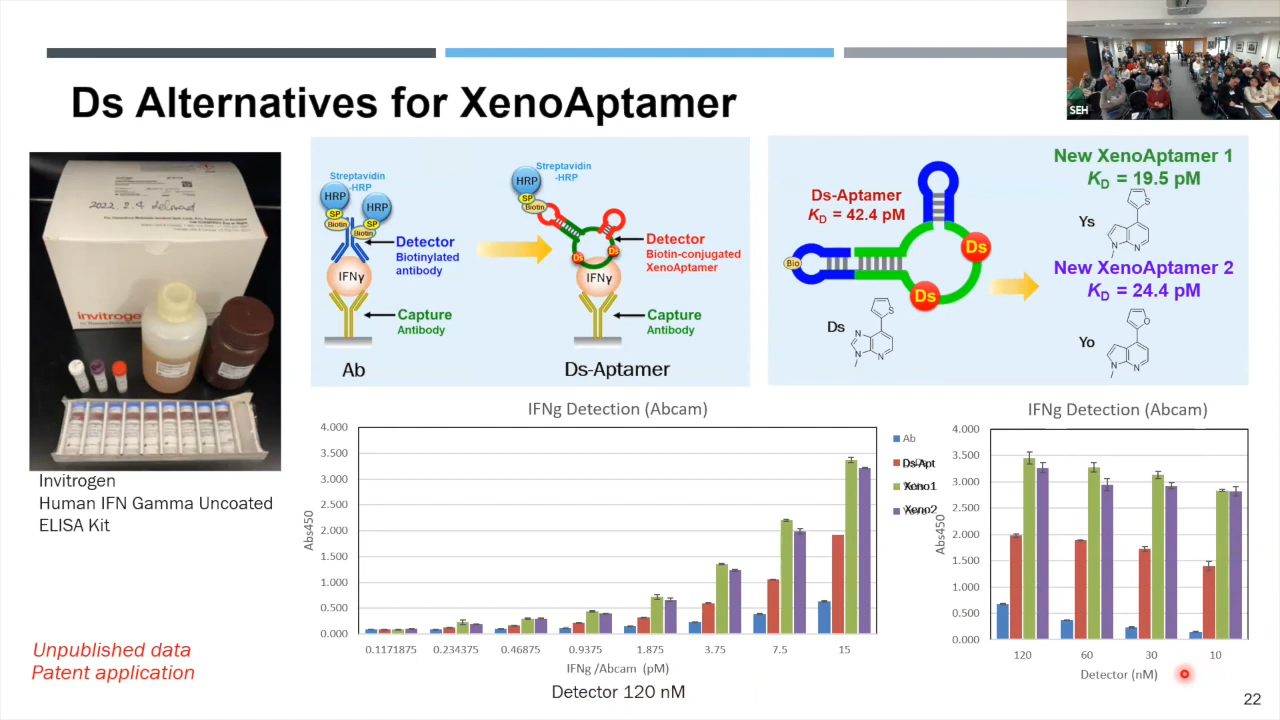 Ds Alternatives for XenoAptamer
SEH
2022. 2. 4
invitrogen
Invitrogen
Human IFN Gamma Uncoated
ELISA Kit
Unpublished data
Patent application
Streptavidin
-HRP
HRP
HRP
SP
SP
Biotin
Biotin
Detector
Biotinylated
antibody
IFNγ
Capture
Antibody
Ab
Streptavidin
-HRP
HRP
SP
Biotin
Ds
Ds
Detector
Biotin-conjugated
XenoAptamer
IFNγ
Capture
Antibody
Ds-Aptamer
Ds-Aptamer
KD = 42.4 pM
Bio
Ds
Ds
Ds
S
N
N
N
New XenoAptamer 1
KD = 19.5 pM
Ys
S
N
N
New XenoAptamer 2
KD = 24.4 pM
Yo
O
N
N
IFNg Detection (Abcam)
4.000
3.500
3.000
2.500
2.000
1.500
1.000
0.500
0.000
Abs450
0.1171875 0.234375 0.46875 0.9375 1.875 3.75 7.5 15
IFNg /Abcam (pM)
Detector 120 nM
Ab
Ds-Apt
Xeno1
Xeno2
IFNg Detection (Abcam)
4.000
3.500
3.000
2.500
2.000
1.500
1.000
0.500
0.000
Abs450
120 60 30 10
Detector (nM)
22